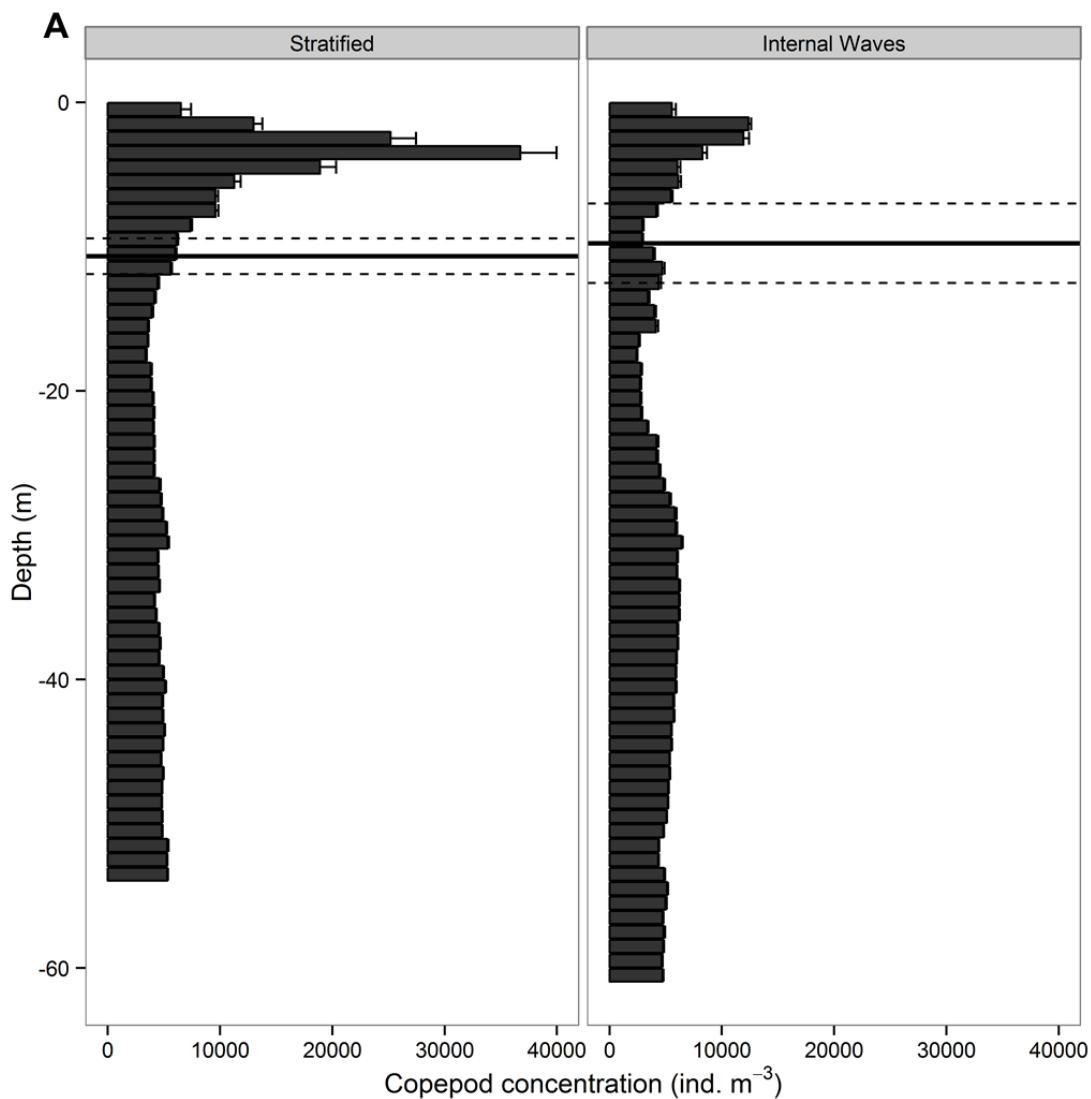 A
Stratified
Internal Waves
0
-20
-40
-60
Depth (m)
0 10000 20000 30000 40000
0 10000 20000 30000 40000
Copepod concentration (ind. m⁻³)